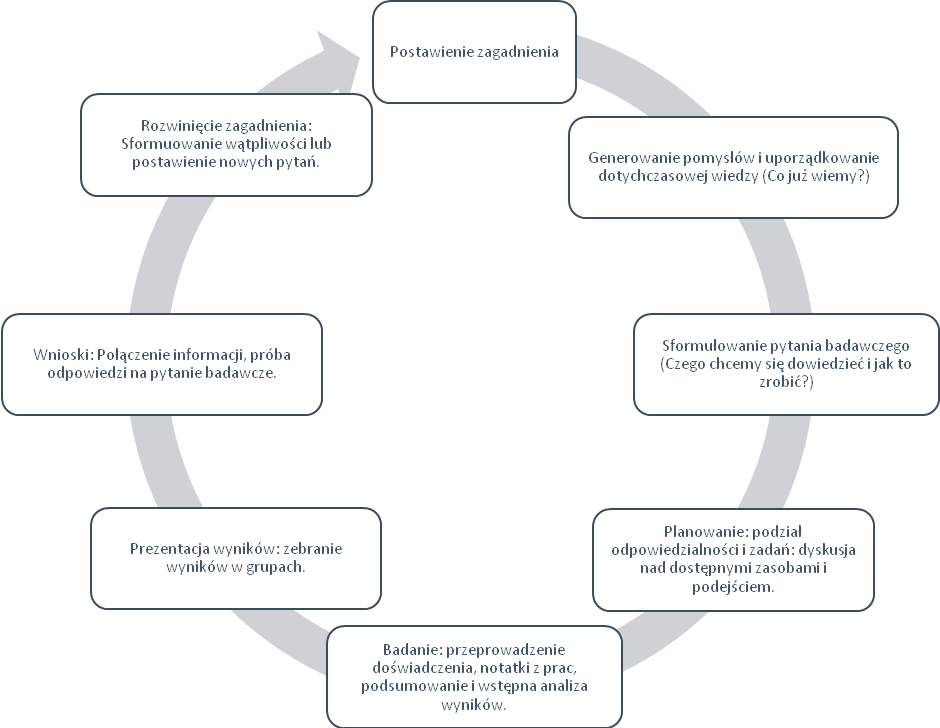 Postawienie zagadnienia
Generowanie pomysłów i uporządkowanie
dotychczasowej wiedzy (Co już wiemy?)
Sformułowanie pytania badawczego
(Czego chcemy się dowiedzieć i jak to
zrobić?)
Planowanie: podział
odpowiedzialności i zadań: dyskusja
nad dostępnymi zasobami i
podejściem.
Badanie: przeprowadzenie
doświadczenia, notatki z prac,
podsumowanie i wstępna analiza
wyników.
Prezentacja wyników: zebranie
wyników w grupach.
Wnioski: Połączenie informacji, próba
odpowiedzi na pytanie badawcze.
Rozwinięcie zagadnienia:
Sformuowanie wątpliwości lub
postawienie nowych pytań.